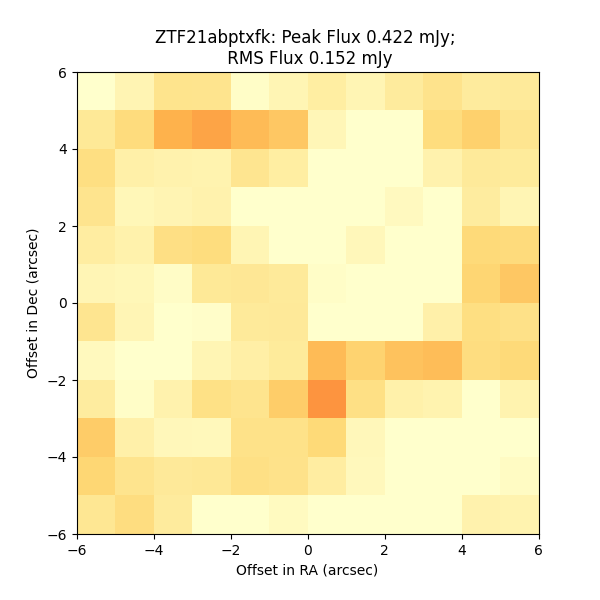 ZTF21abptxfk: Peak Flux 0.422 mJy;
RMS Flux 0.152 mJy
6
4
2
0
−2
−4
−6
Offset in Dec (arcsec)
−6 −4 −2 0 2 4 6
Offset in RA (arcsec)